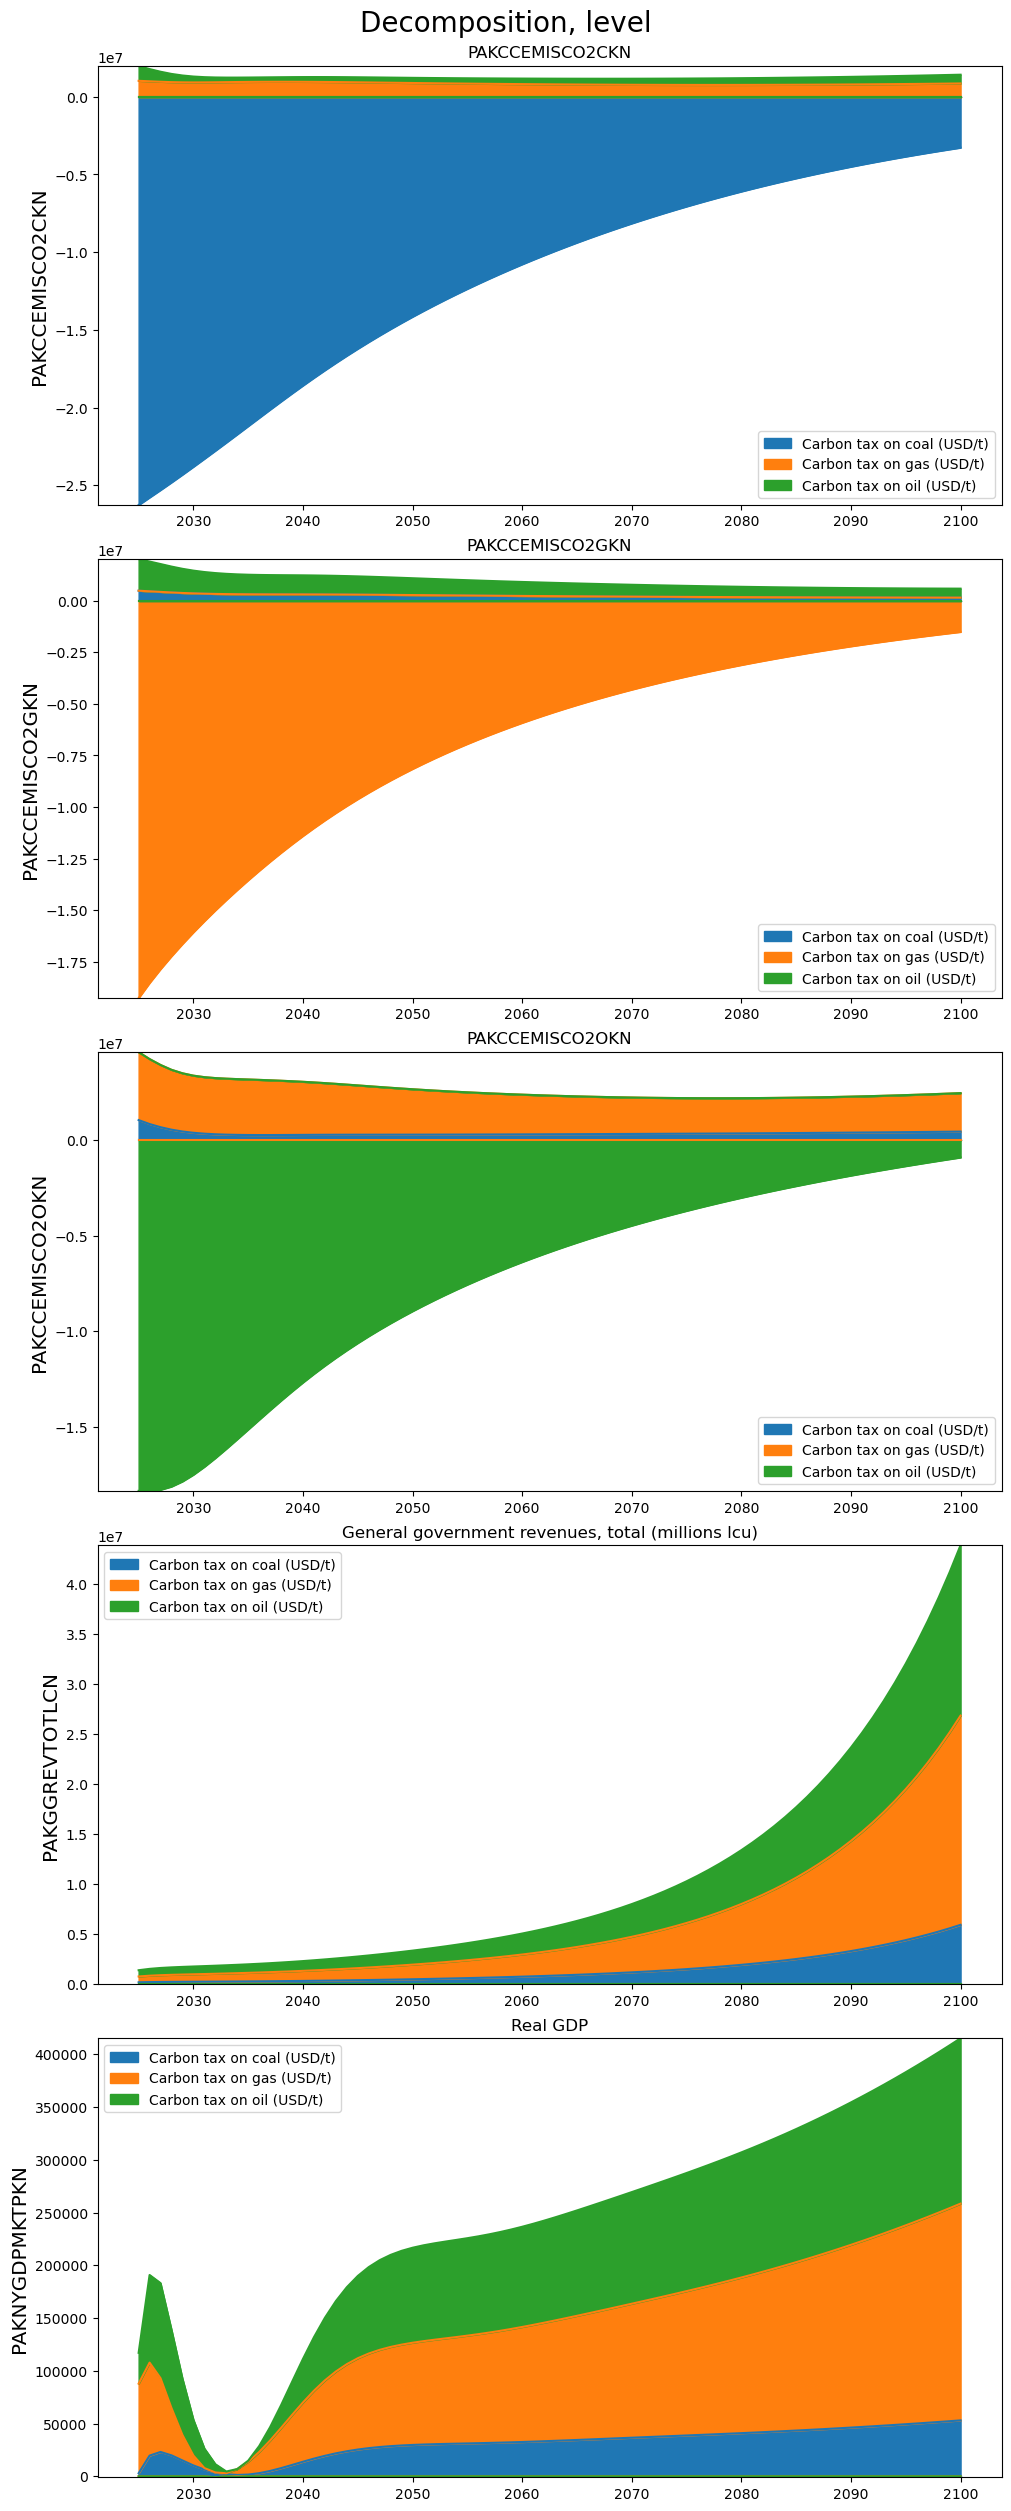 Decomposition, level
PAKCCEMISCO2CKN
1e7
0.0
−0.5
−1.0
−1.5
−2.0
−2.5
PAKCCEMISCO2CKN
Carbon tax on coal (USD/t)
Carbon tax on gas (USD/t)
Carbon tax on oil (USD/t)
2030 2040 2050 2060 2070 2080 2090 2100
PAKCCEMISCO2GKN
1e7
0.00
−0.25
−0.50
−0.75
−1.00
−1.25
−1.50
−1.75
PAKCCEMISCO2GKN
Carbon tax on coal (USD/t)
Carbon tax on gas (USD/t)
Carbon tax on oil (USD/t)
2030 2040 2050 2060 2070 2080 2090 2100
PAKCCEMISCO2OKN
1e7
0.0
−0.5
−1.0
−1.5
PAKCCEMISCO2OKN
Carbon tax on coal (USD/t)
Carbon tax on gas (USD/t)
Carbon tax on oil (USD/t)
2030 2040 2050 2060 2070 2080 2090 2100
General government revenues, total (millions lcu)
1e7
Carbon tax on coal (USD/t)
Carbon tax on gas (USD/t)
Carbon tax on oil (USD/t)
4.0
3.5
3.0
2.5
2.0
1.5
1.0
0.5
0.0
PAKGGREVTOTLCN
2030 2040 2050 2060 2070 2080 2090 2100
Real GDP
Carbon tax on coal (USD/t)
Carbon tax on gas (USD/t)
Carbon tax on oil (USD/t)
400000
350000
300000
250000
200000
150000
100000
50000
0
PAKNYGDPMKTPKN
2030 2040 2050 2060 2070 2080 2090 2100